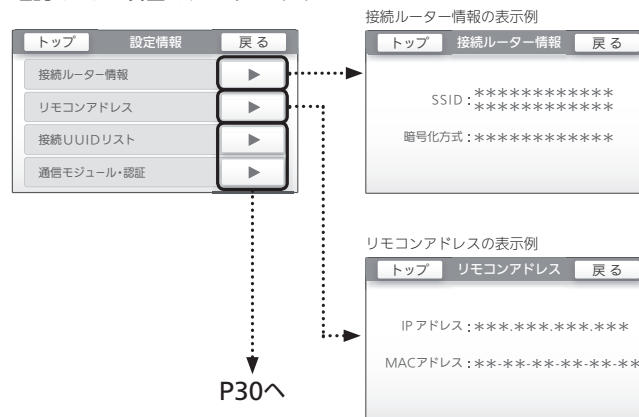 接続ルーター情報の表示例
トップ 設定情報 戻る
接続ルーター情報 ▶
リモコンアドレス ▶
接続UUIDリスト ▶
通信モジュール・認証 ▶
P30へ
トップ 接続ルーター情報 戻る
SSID:************
************
暗号化方式:************
リモコンアドレスの表示例
トップ リモコンアドレス 戻る
IPアドレス:***.***.***.***
MACアドレス:**-**-**-**-**-**